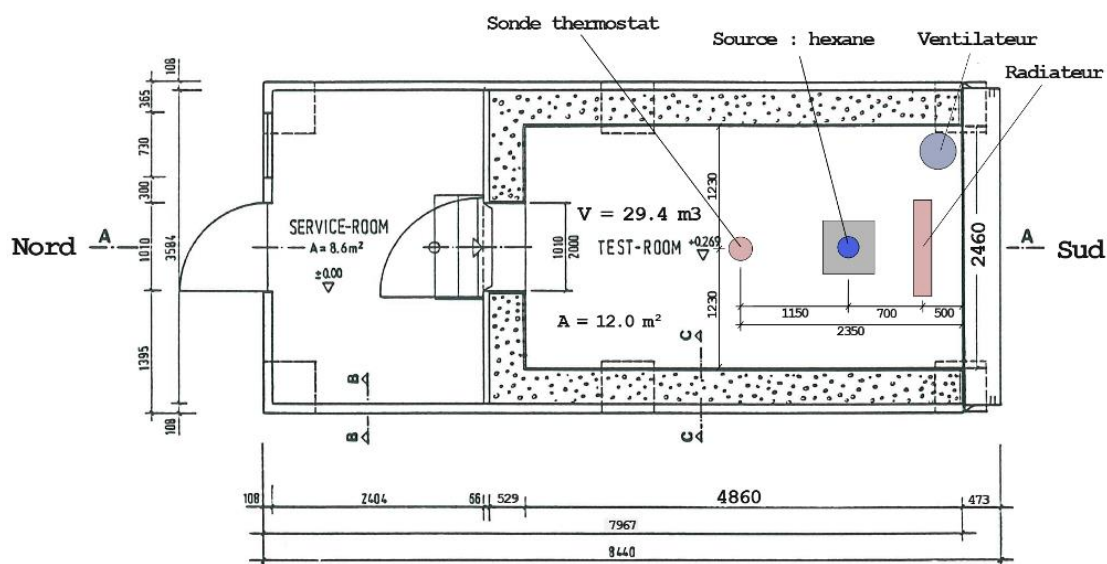 Sonde thermostat
Source : hexane
Ventilateur
Radiateur
108
365
730
300
1010
3584
1395
108
Nord
A
SERVICE-ROOM
A = 8.6m²
±0.00
1010
2000
V = 29.4 m3
TEST-ROOM
+0.269
A = 12.0 m²
1230
1230
1150
700
500
2350
2460
A
Sud
B
B
C
C
108
2404
66
529
4860
473
7967
8440